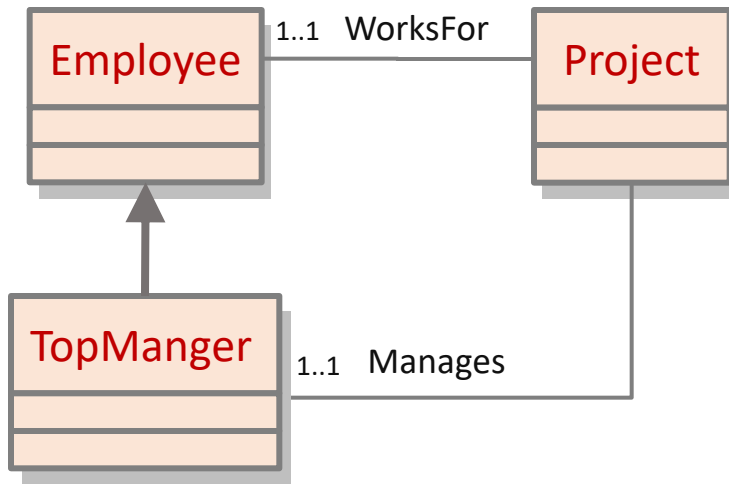 Employee
1..1 WorksFor
Project
TopManger
1..1 Manages